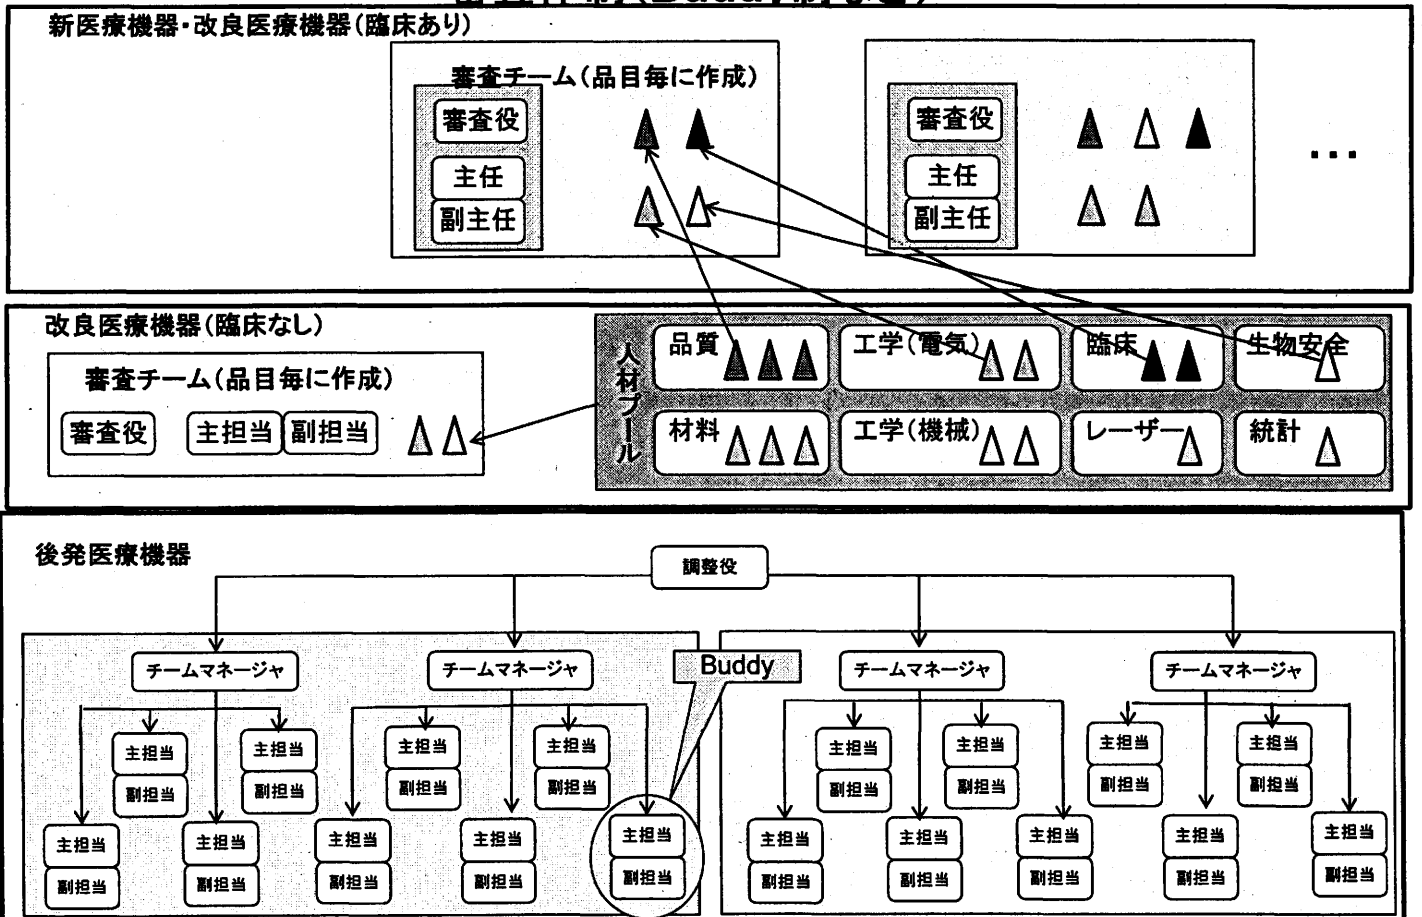 新医療機器・改良医療機器(臨床あり)
審査チーム(品目毎に作成)
審査役
主任
副主任
審査役
主任
副主任
...
改良医療機器(臨床なし)
審査チーム(品目毎に作成)
審査役 主担当 副担当
人材プール
品質 工学(電気) 臨床 生物安全
材料 工学(機械) レーザー 統計
後発医療機器
調整役
チームマネージャ チームマネージャ Buddy チームマネージャ チームマネージャ
主担当 主担当 主担当 主担当 主担当 主担当 主担当 主担当
副担当 副担当 副担当 副担当 副担当 副担当 副担当 副担当
主担当 主担当 主担当 主担当 主担当 主担当 主担当 主担当 主担当 主担当
副担当 副担当 副担当 副担当 副担当 副担当 副担当 副担当 副担当 副担当